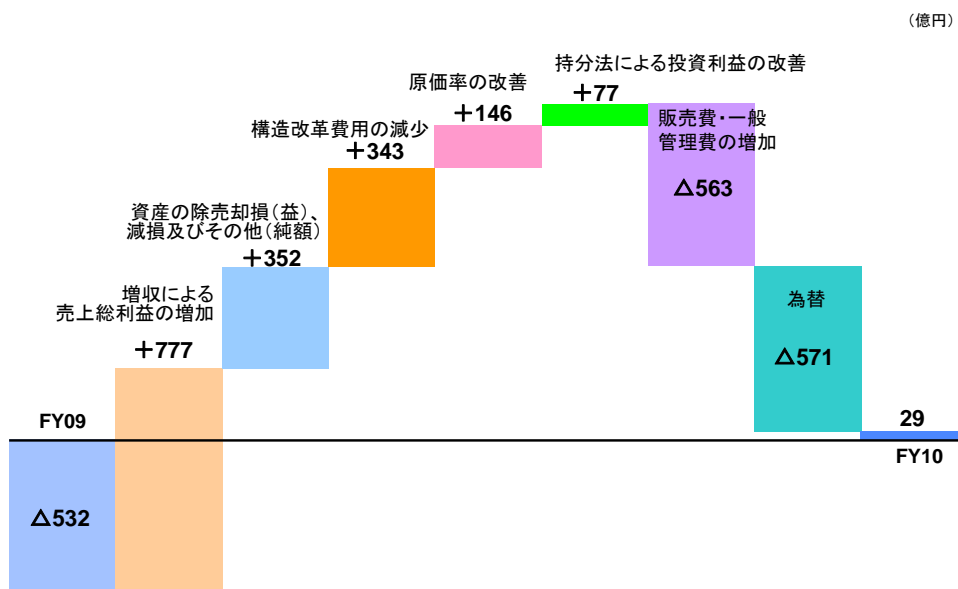 (億円)
持分法による投資利益の改善
+77
原価率の改善
+146
販売費・一般
管理費の増加
△563
構造改革費用の減少
+343
資産の除売却損(益)、
減損及びその他(純額)
+352
増収による
売上総利益の増加
+777
為替
△571
FY09
△532
29
FY10